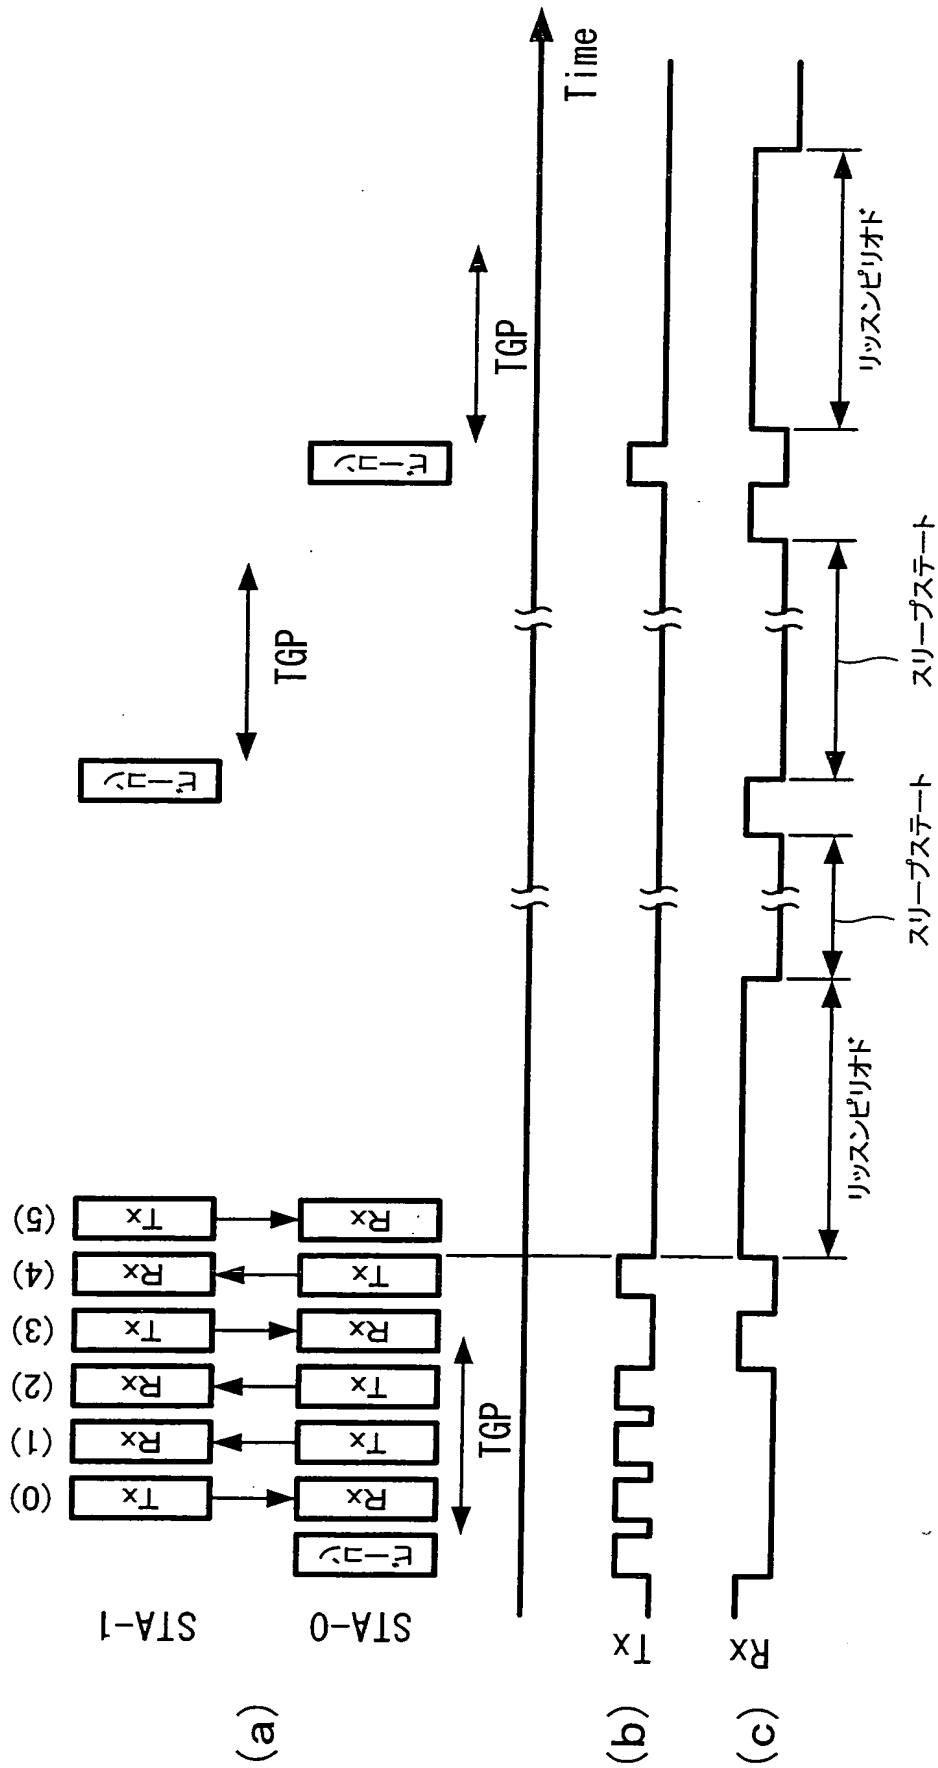 (a)
STA-1
(0) (1) (2) (3) (4) (5)
Tx Rx Rx Tx Rx Tx
ビーコン
TGP
STA-0
ビーコン Rx Tx Tx Rx Tx Rx
ビーコン
TGP
TGP
Time
(b)
Tx
(c)
Rx
リッスンピリオド
リッスンピリオド
スリープステート
スリープステート